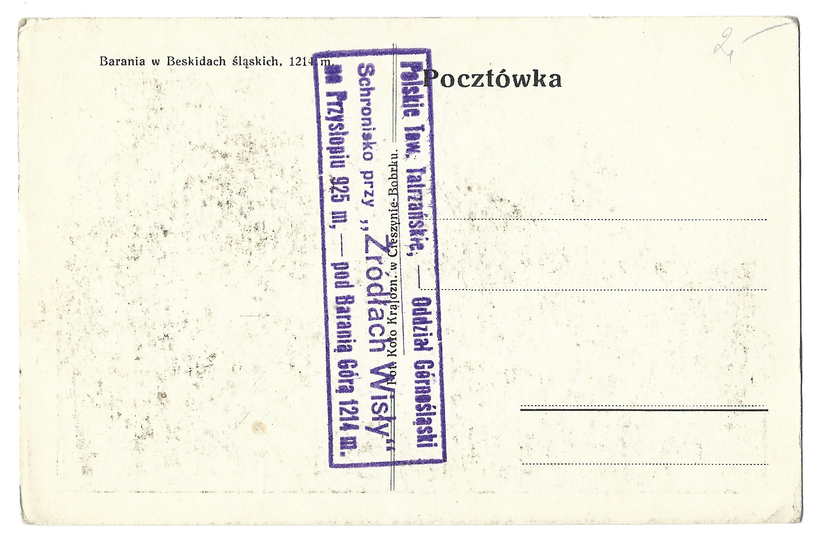 Barania w Beskidach śląskich, 1214 m.
Pocztówka
2,
Polskie Tow. Tatrzańskie, — Oddział Górnośląski
Schronisko przy „Źródłach Wisły"
na Przysłopiu 925 m, — pod Baranią Górą 1214 m.
Koło Krajozn. w Cieszynie-Bobrku.